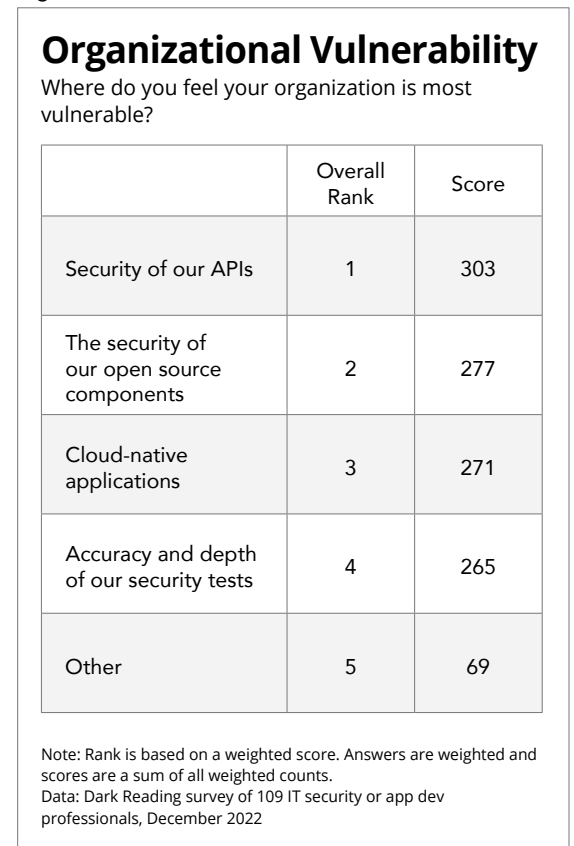 Organizational Vulnerability
Where do you feel your organization is most
vulnerable?
Overall
Rank
Score
Security of our APIs 1 303
The security of
our open source
components
2 277
Cloud-native
applications
3 271
Accuracy and depth
of our security tests
4 265
Other 5 69
Note: Rank is based on a weighted score. Answers are weighted and
scores are a sum of all weighted counts.
Data: Dark Reading survey of 109 IT security or app dev
professionals, December 2022